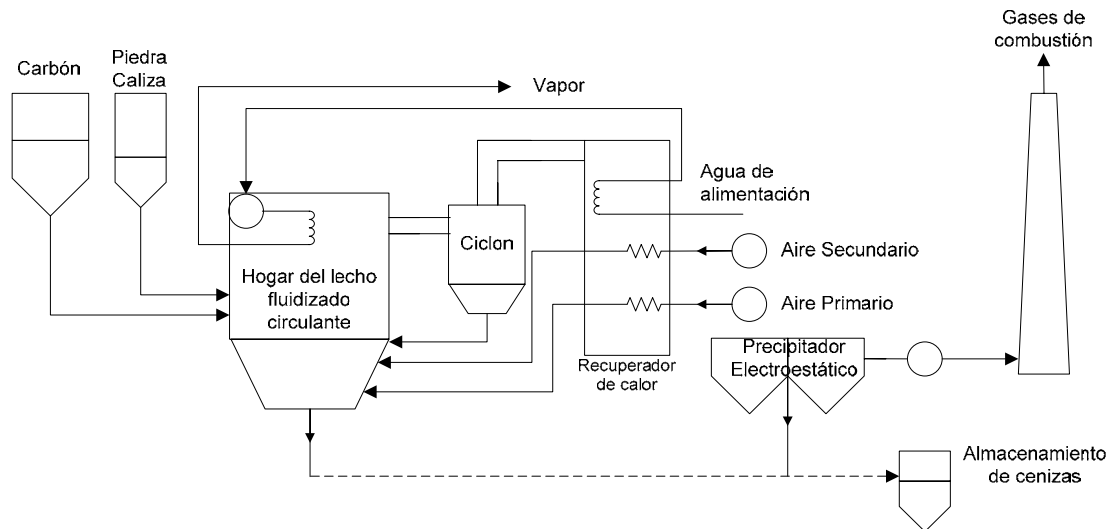 Gases de
combustión
Carbón
Piedra
Caliza
Vapor
Agua de
alimentación
Ciclon
Aire Secundario
Hogar del lecho
fluidizado
circulante
Aire Primario
Precipitador
Electroestático
Recuperador
de calor
Almacenamiento
de cenizas